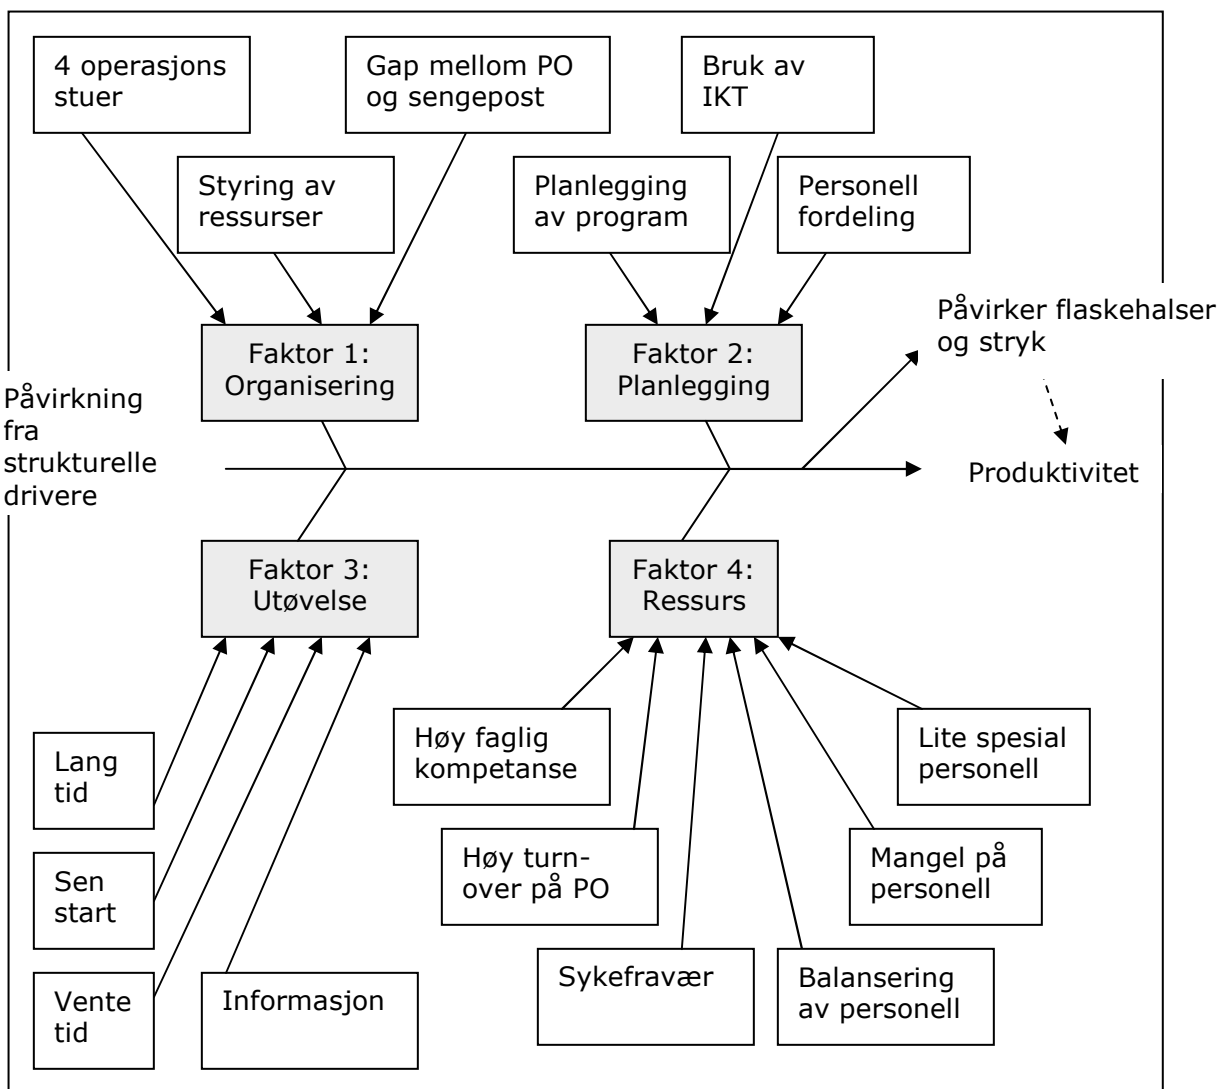 4 operasjons
stuer
Gap mellom PO
og sengepost
Bruk av
IKT
Styring av
ressurser
Planlegging
av program
Personell
fordeling
Påvirker flaskehalser
og stryk
Faktor 1:
Organisering
Faktor 2:
Planlegging
Påvirkning
fra
strukturelle
drivere
Produktivitet
Faktor 3:
Utøvelse
Faktor 4:
Ressurs
Høy faglig
kompetanse
Lite spesial
personell
Lang
tid
Høy turn-
over på PO
Mangel på
personell
Sen
start
Sykefravær
Balansering
av personell
Vente
tid
Informasjon